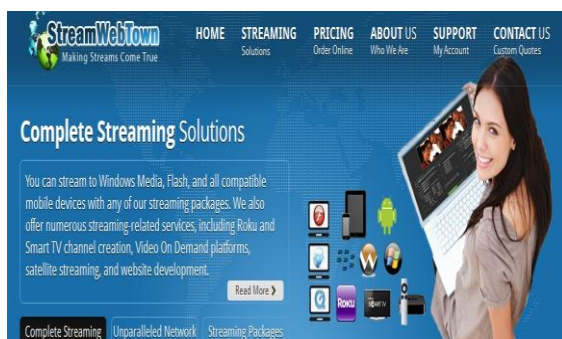 StreamWebTown
Making Streams Come True
HOME
STREAMING
Solutions
PRICING
Order Online
ABOUT US
Who We Are
SUPPORT
My Account
CONTACT US
Custom Quotes
Complete Streaming Solutions
You can stream to Windows Media, Flash, and all compatible
mobile devices with any of our streaming packages. We also
offer numerous streaming-related services, including Roku and
Smart TV channel creation, Video On Demand platforms,
satellite streaming, and website development.
Read More ❯
ROKU
SMART TV
Complete Streaming
Unparalleled Network
Streaming Packages